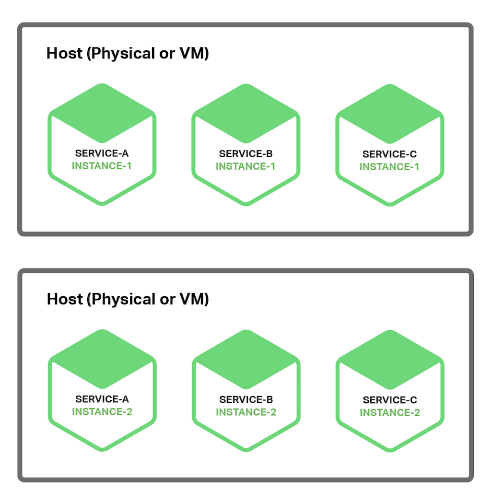 Host (Physical or VM)
SERVICE-A
INSTANCE-1
SERVICE-B
INSTANCE-1
SERVICE-C
INSTANCE-1
Host (Physical or VM)
SERVICE-A
INSTANCE-2
SERVICE-B
INSTANCE-2
SERVICE-C
INSTANCE-2